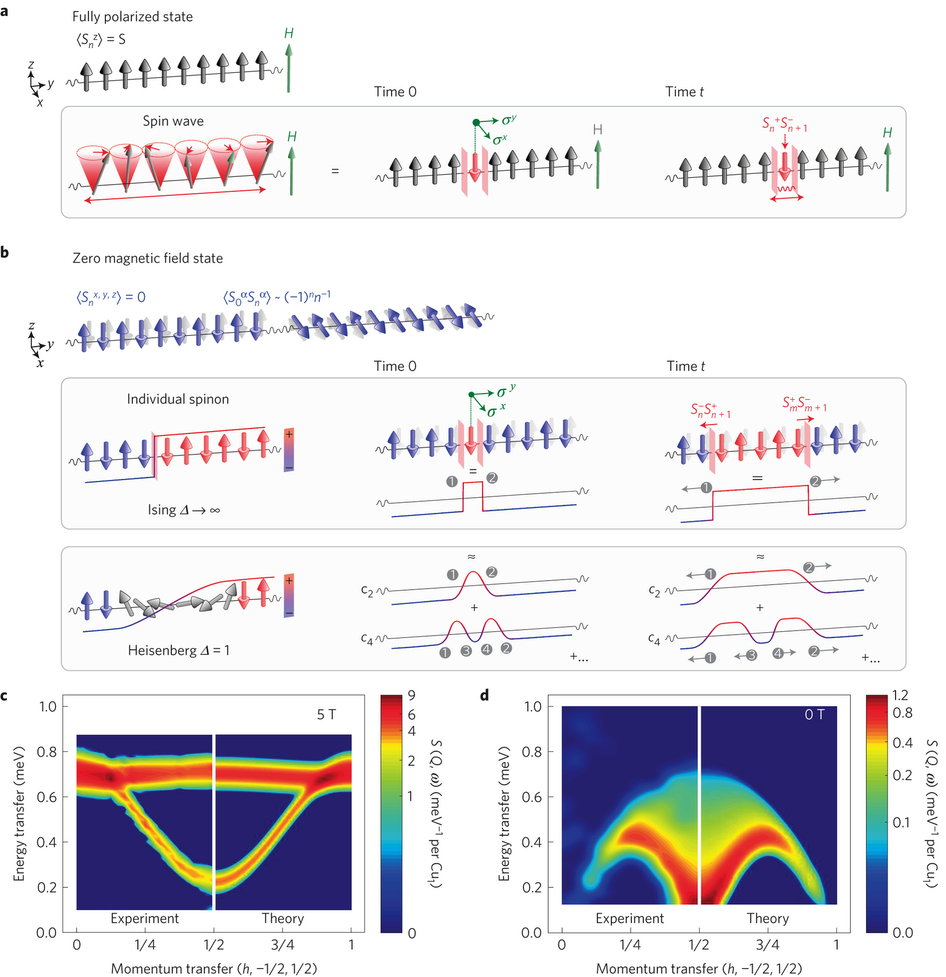 a
Fully polarized state
⟨Sₙᶻ⟩ = S
H
z
y
x
Time 0
Time t
Spin wave
H
=
σʸ
σˣ
H
Sₙ⁺Sₙ₊₁⁻
H
b
Zero magnetic field state
⟨Sₙˣ,ʸ,ᶻ⟩ = 0
⟨S₀ᵅSₙᵅ⟩ ~ (−1)ⁿn⁻¹
z
y
x
Time 0
Time t
Individual spinon
+
−
Ising Δ → ∞
σʸ
σˣ
=
1 2
Sₙ⁻Sₙ₊₁⁺
Sₘ⁺Sₘ₊₁⁻
=
1 2
+
−
Heisenberg Δ = 1
≈
c₂
1 2
+
c₄
1 3 4 2
+...
≈
c₂
1 2
+
c₄
1 3 4 2
+...
c
5 T
Energy transfer (meV)
1.0
0.8
0.6
0.4
0.2
0.0
Experiment
Theory
0 1/4 1/2 3/4 1
Momentum transfer (h, −1/2, 1/2)
9
6
4
2
1
0
S (Q, ω) (meV⁻¹ per Cu₁)
d
0 T
Energy transfer (meV)
1.0
0.8
0.6
0.4
0.2
0.0
Experiment
Theory
0 1/4 1/2 3/4 1
Momentum transfer (h, −1/2, 1/2)
1.2
0.8
0.4
0.2
0.1
0.0
S (Q, ω) (meV⁻¹ per Cu₁)